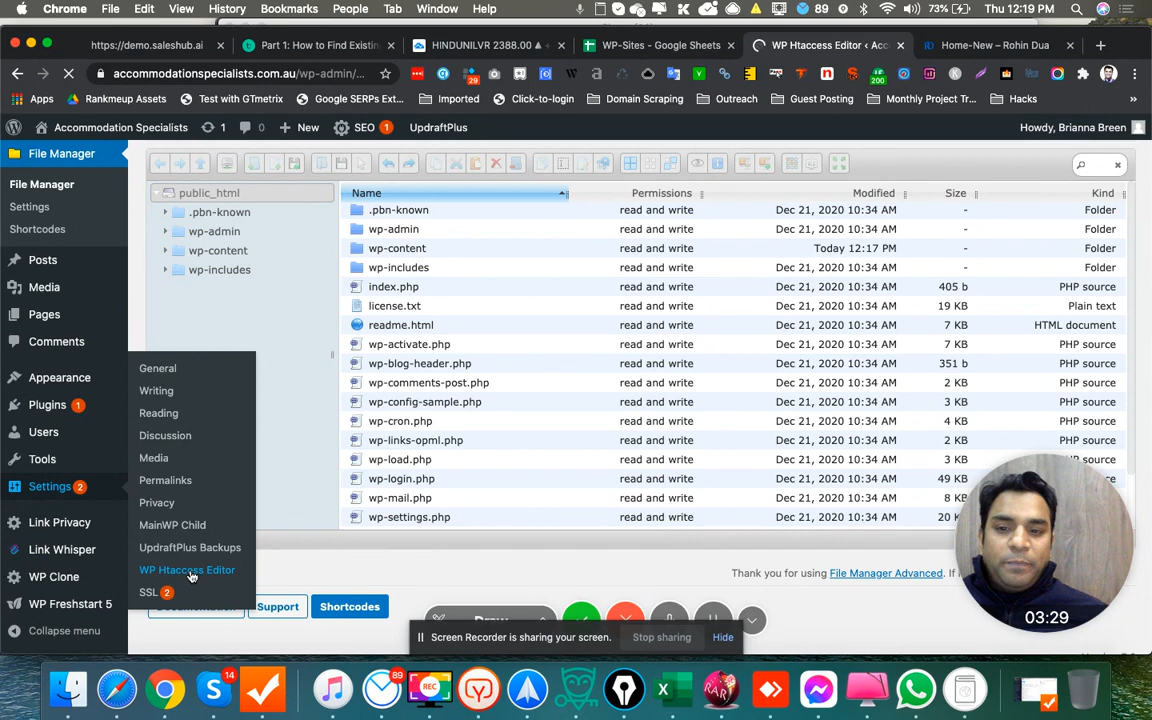 Chrome File Edit View History Bookmarks People Tab Window Help 89 73% Thu 12:19 PM
https://demo.saleshub.ai Part 1: How to Find Existin HINDUNILVR 2388.00 ▲ WP-Sites - Google Sheets WP Htaccess Editor ‹ Acc Home-New – Rohin Dua
accommodationspecialists.com.au/wp-admin/... 29 200
Apps Rankmeup Assets Test with GTmetrix Google SERPs Ext... Imported Click-to-login Domain Scraping Outreach Guest Posting Monthly Project Tr... Hacks »
Accommodation Specialists 1 0 New SEO 1 UpdraftPlus Howdy, Brianna Breen
File Manager
File Manager
Settings
Shortcodes
Posts
Media
Pages
Comments
Appearance
Plugins 1
Users
Tools
Settings 2
Link Privacy
Link Whisper
WP Clone
WP Freshstart 5
Collapse menu
General
Writing
Reading
Discussion
Media
Permalinks
Privacy
MainWP Child
UpdraftPlus Backups
WP Htaccess Editor
SSL 2
public_html
.pbn-known
wp-admin
wp-content
wp-includes
Name Permissions Modified Size Kind
.pbn-known read and write Dec 21, 2020 10:34 AM - Folder
wp-admin read and write Dec 21, 2020 10:34 AM - Folder
wp-content read and write Today 12:17 PM - Folder
wp-includes read and write Dec 21, 2020 10:34 AM - Folder
index.php read and write Dec 21, 2020 10:34 AM 405 b PHP source
license.txt read and write Dec 21, 2020 10:34 AM 19 KB Plain text
readme.html read and write Dec 21, 2020 10:34 AM 7 KB HTML document
wp-activate.php read and write Dec 21, 2020 10:34 AM 7 KB PHP source
wp-blog-header.php read and write Dec 21, 2020 10:34 AM 351 b PHP source
wp-comments-post.php read and write Dec 21, 2020 10:34 AM 2 KB PHP source
wp-config-sample.php read and write Dec 21, 2020 10:34 AM 3 KB PHP source
wp-cron.php read and write Dec 21, 2020 10:34 AM 4 KB PHP source
wp-links-opml.php read and write Dec 21, 2020 10:34 AM 2 KB PHP source
wp-load.php read and write Dec 21, 2020 10:34 AM 3 KB
wp-login.php read and write Dec 21, 2020 10:34 AM 49 KB
wp-mail.php read and write Dec 21, 2020 10:34 AM 8 KB
wp-settings.php read and write Dec 21, 2020 10:34 AM 20 K
Thank you for using File Manager Advanced.
Support Shortcodes
Screen Recorder is sharing your screen. Stop sharing Hide
03:29
14 89 REC RAR